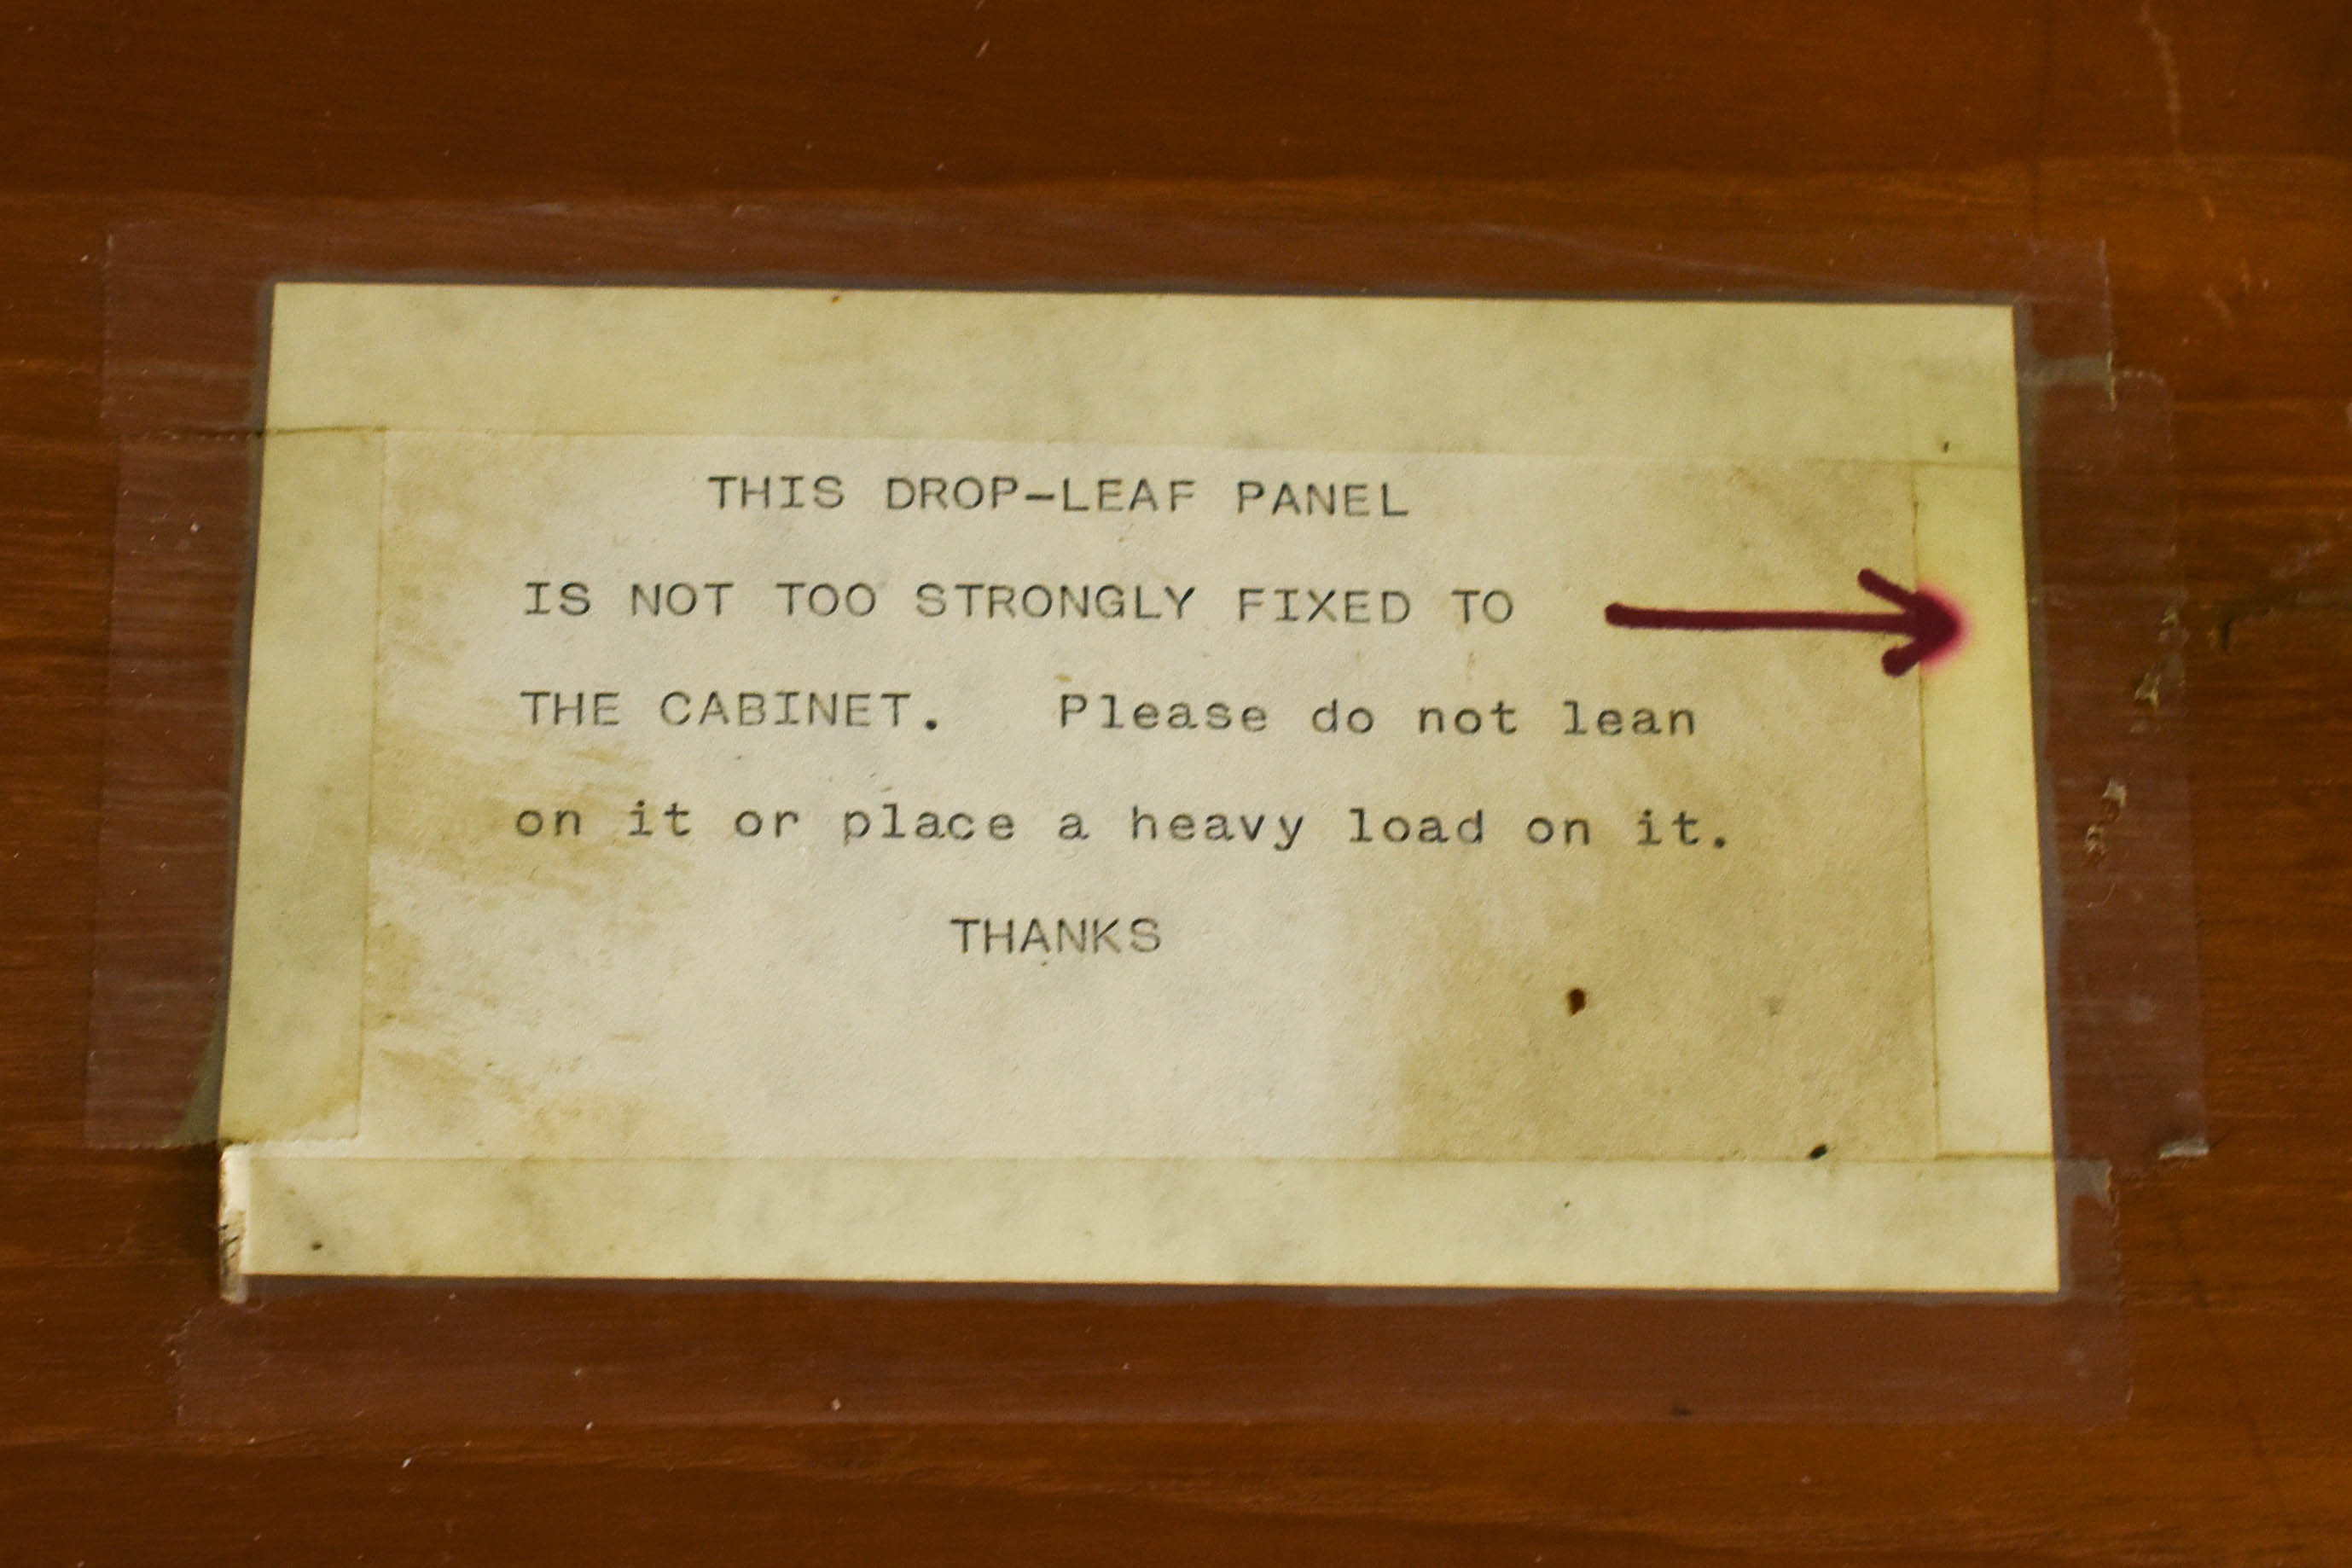 THIS DROP-LEAF PANEL
IS NOT TOO STRONGLY FIXED TO
THE CABINET.   Please do not lean
on it or place a heavy load on it.
THANKS